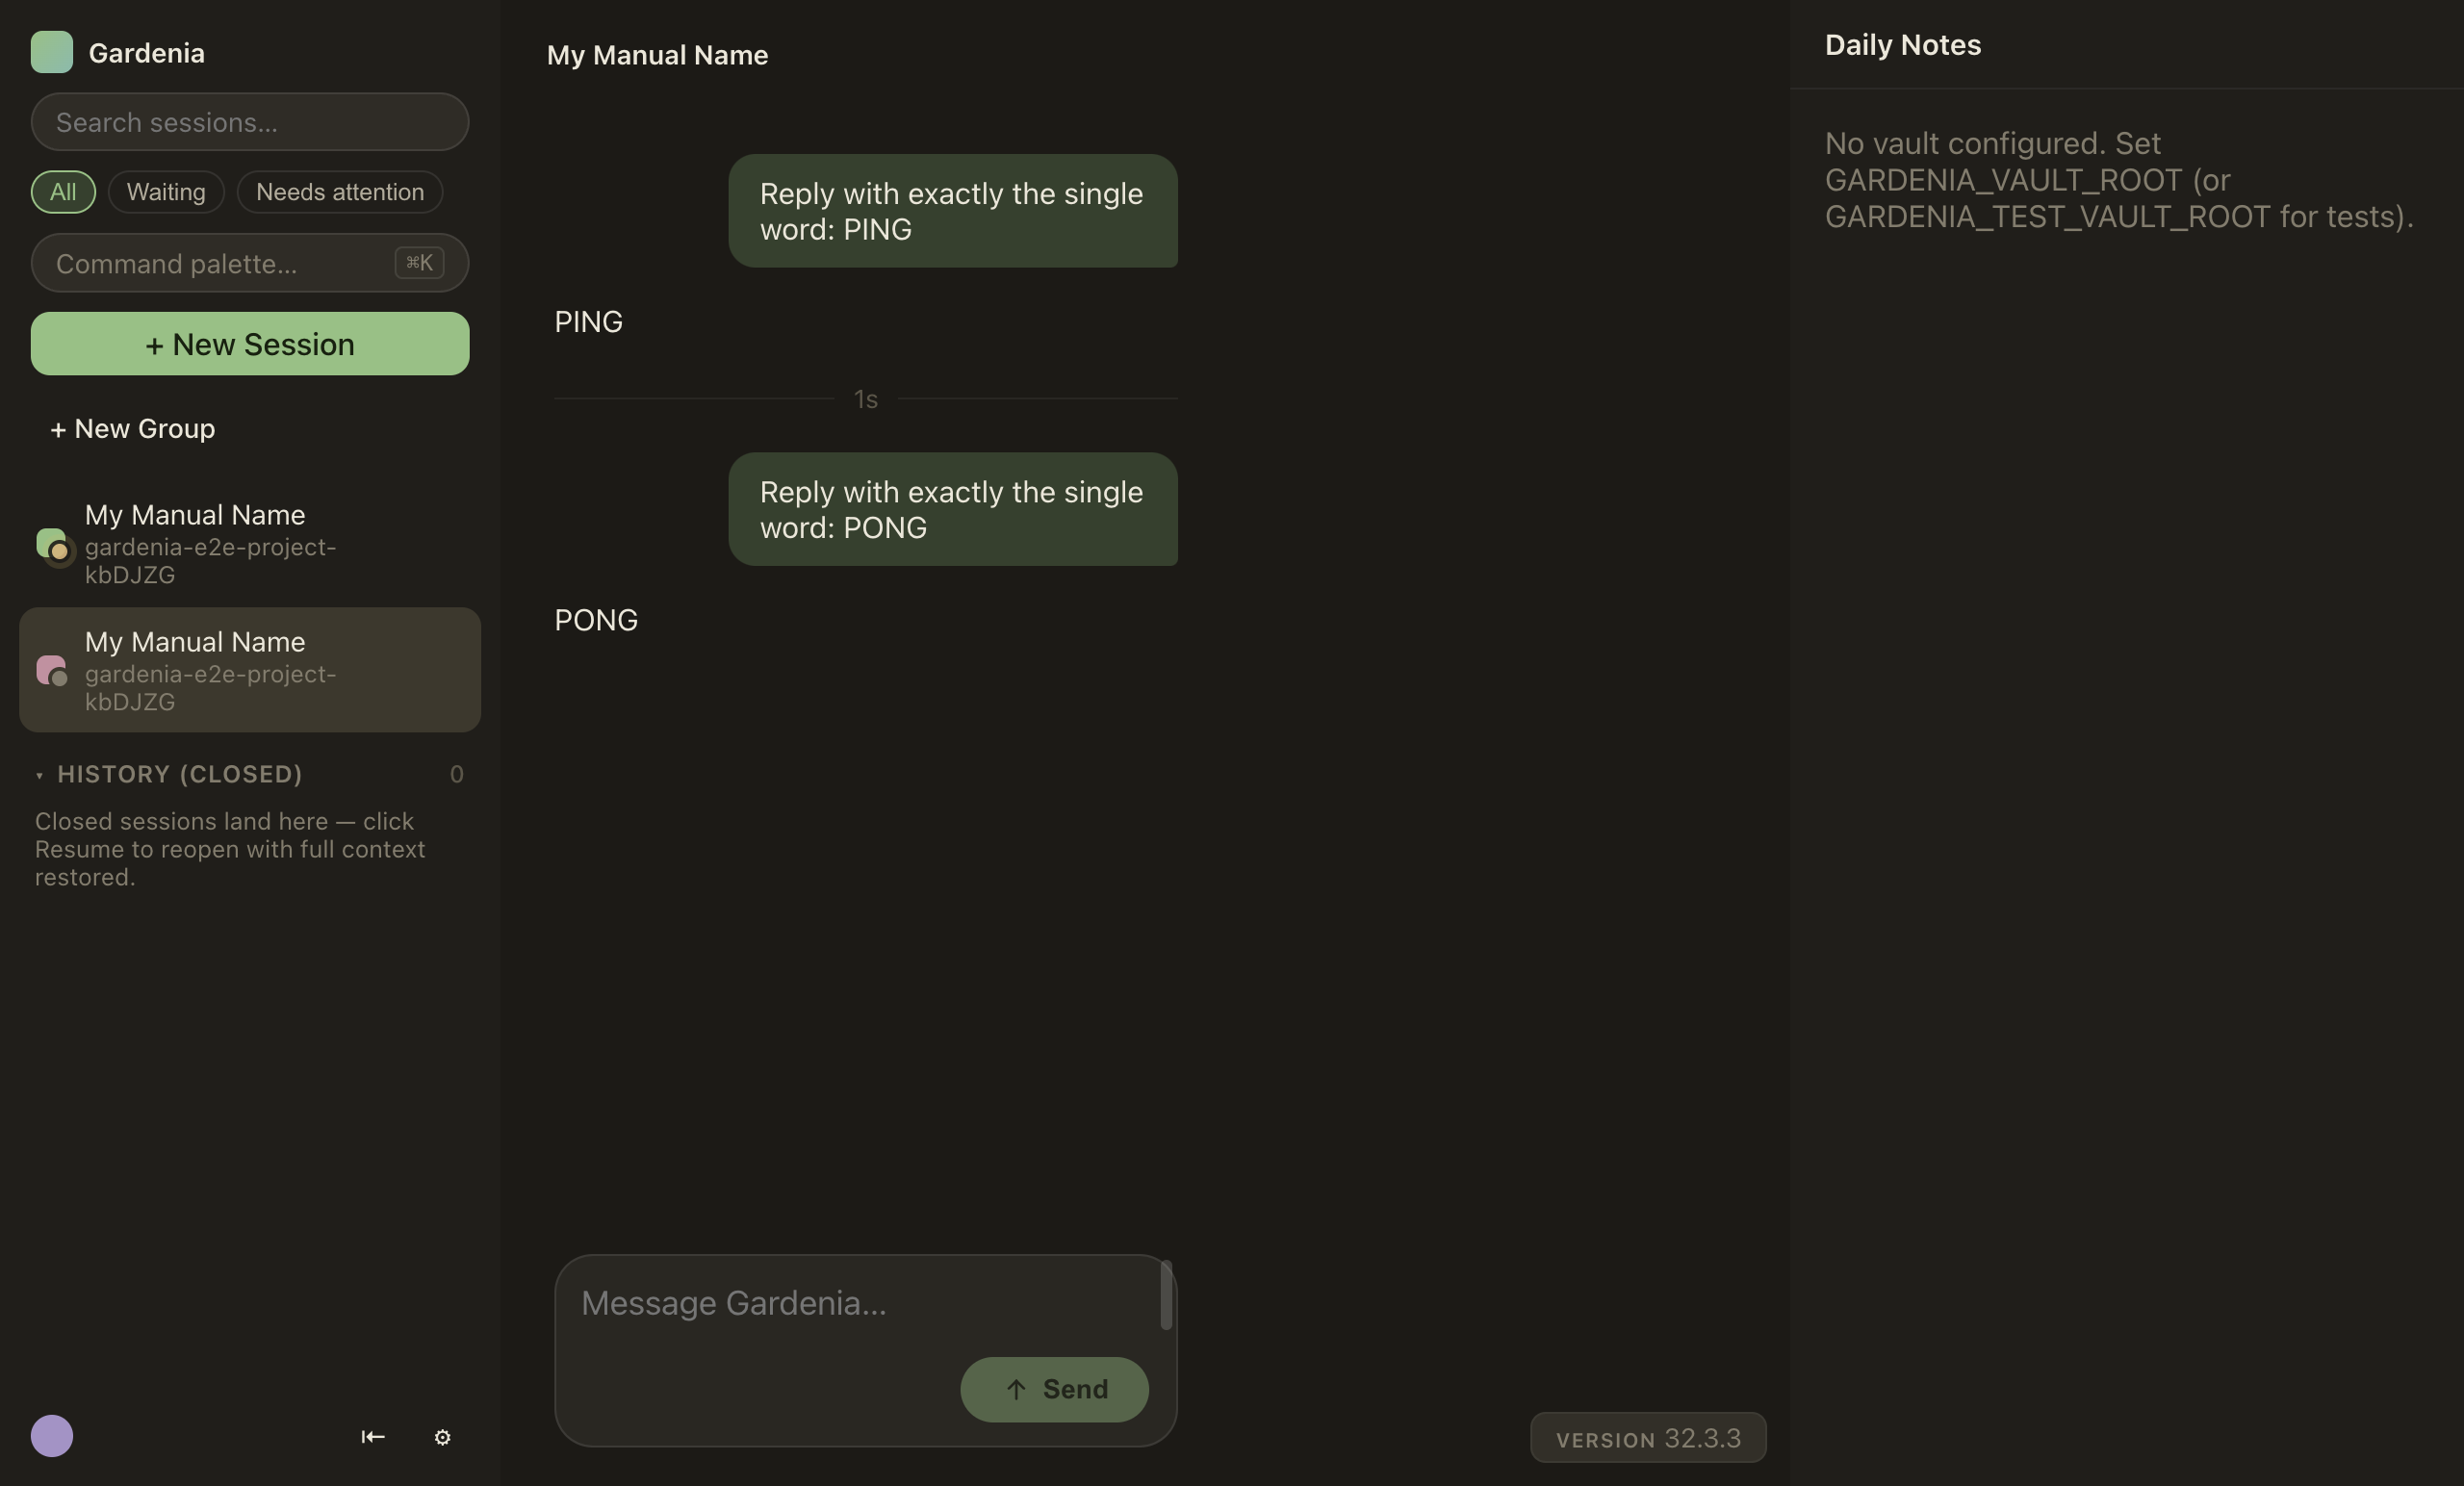 Gardenia
Search sessions…
All
Waiting
Needs attention
Command palette…
⌘K
+ New Session
+ New Group
My Manual Name
gardenia-e2e-project-
kbDJZG
My Manual Name
gardenia-e2e-project-
kbDJZG
HISTORY (CLOSED)
0
Closed sessions land here — click
Resume to reopen with full context
restored.
My Manual Name
Reply with exactly the single
word: PING
PING
1s
Reply with exactly the single
word: PONG
PONG
Message Gardenia…
↑ Send
VERSION 32.3.3
Daily Notes
No vault configured. Set
GARDENIA_VAULT_ROOT (or
GARDENIA_TEST_VAULT_ROOT for tests).